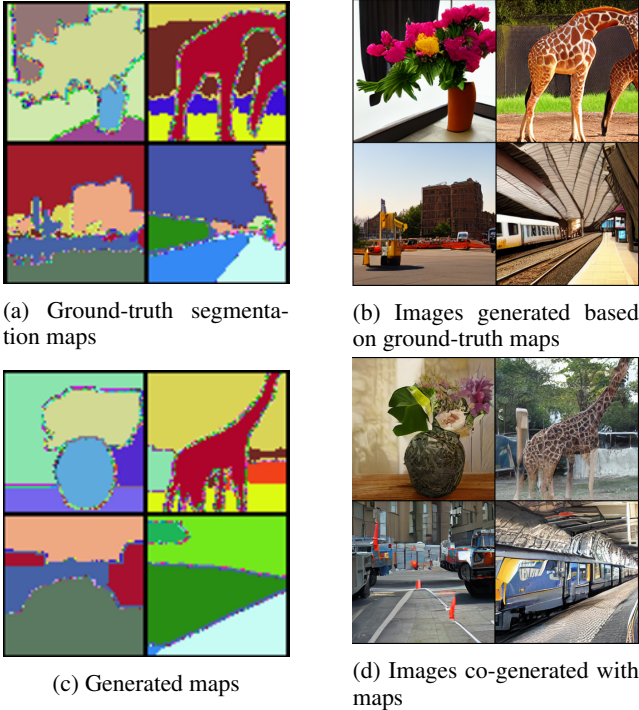 (a) Ground-truth segmenta-
tion maps
(b) Images generated based
on ground-truth maps
(c) Generated maps
(d) Images co-generated with
maps